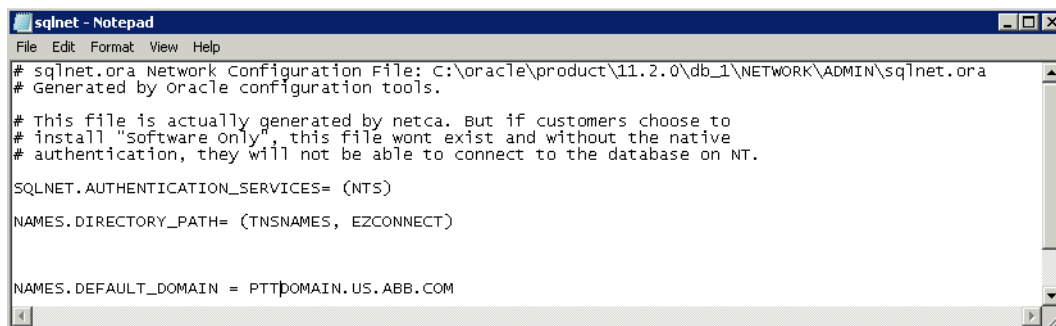 sqlnet - Notepad
File Edit Format View Help
# sqlnet.ora Network Configuration File: C:\oracle\product\11.2.0\db_1\NETWORK\ADMIN\sqlnet.ora
# Generated by Oracle configuration tools.
# This file is actually generated by netca. But if customers choose to
# install "Software Only", this file wont exist and without the native
# authentication, they will not be able to connect to the database on NT.
SQLNET.AUTHENTICATION_SERVICES= (NTS)
NAMES.DIRECTORY_PATH= (TNSNAMES, EZCONNECT)
NAMES.DEFAULT_DOMAIN = PTTDOMAIN.US.ABB.COM